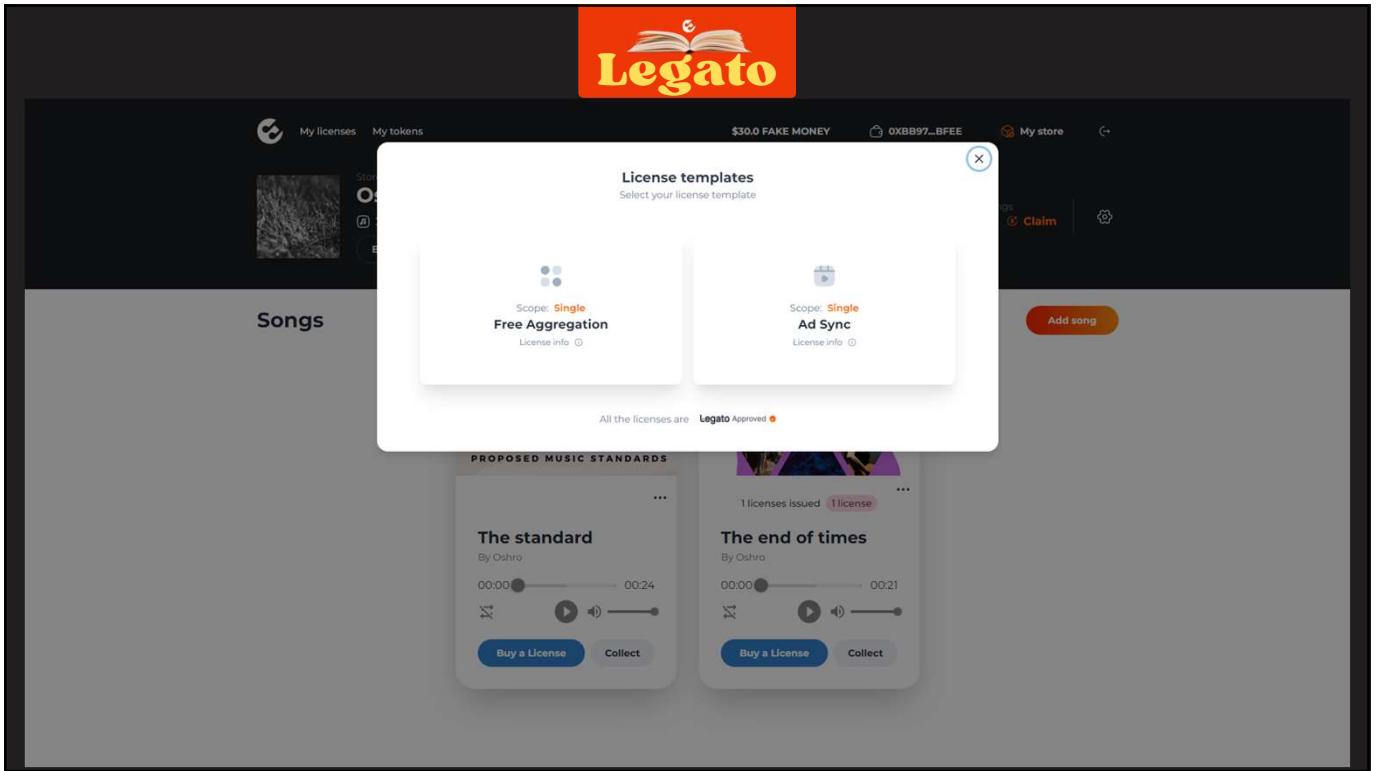 Legato
My licenses My tokens $30.0 FAKE MONEY 0XBB97...BFEE My store
License templates
Select your license template
Claim
Scope: Single
Free Aggregation
License info
Scope: Single
Ad Sync
License info
Songs
Add song
All the licenses are Legato Approved
PROPOSED MUSIC STANDARDS
The standard
By Oshro
00:00 00:24
Buy a License Collect
1 licenses issued 1 license
The end of times
By Oshro
00:00 00:21
Buy a License Collect